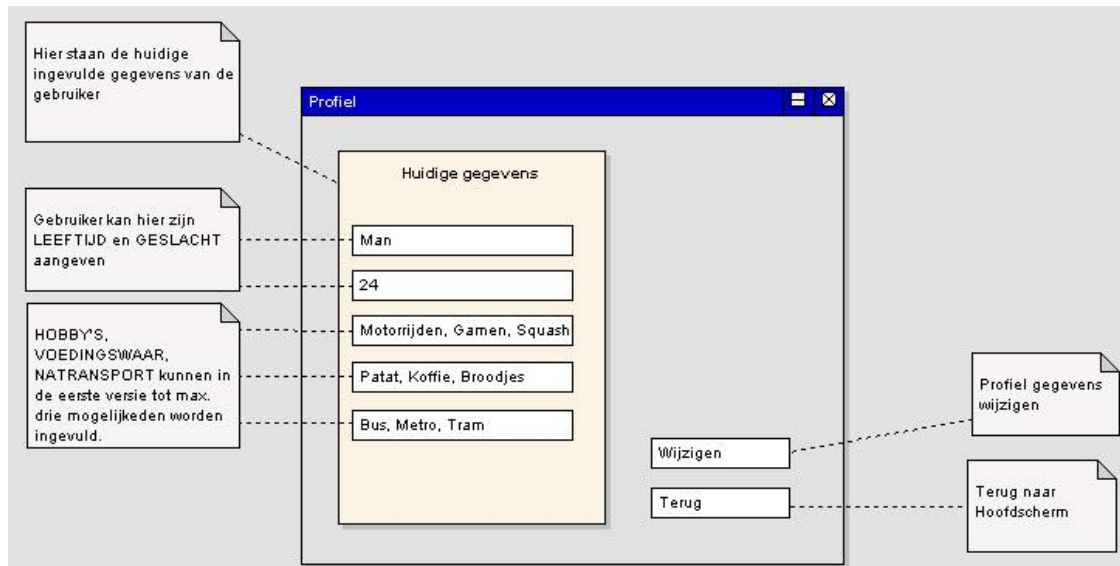 Hier staan de huidige
ingevulde gegevens van de
gebruiker
Profiel
Huidige gegevens
Gebruiker kan hier zijn
LEEFTIJD en GESLACHT
aangeven
Man
24
HOBBY'S,
VOEDINGSWAAR,
NATRANSPORT kunnen in
de eerste versie tot max.
drie mogelijkeden worden
ingevuld.
Motorrijden, Gamen, Squash
Patat, Koffie, Broodjes
Bus, Metro, Tram
Wijzigen
Terug
Profiel gegevens
wijzigen
Terug naar
Hoofdscherm